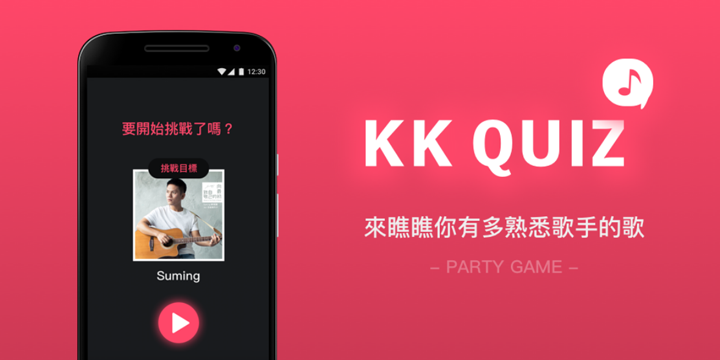 12:30
要開始挑戰了嗎？
挑戰目標
Suming
KK QUIZ
來瞧瞧你有多熟悉歌手的歌
– PARTY GAME –